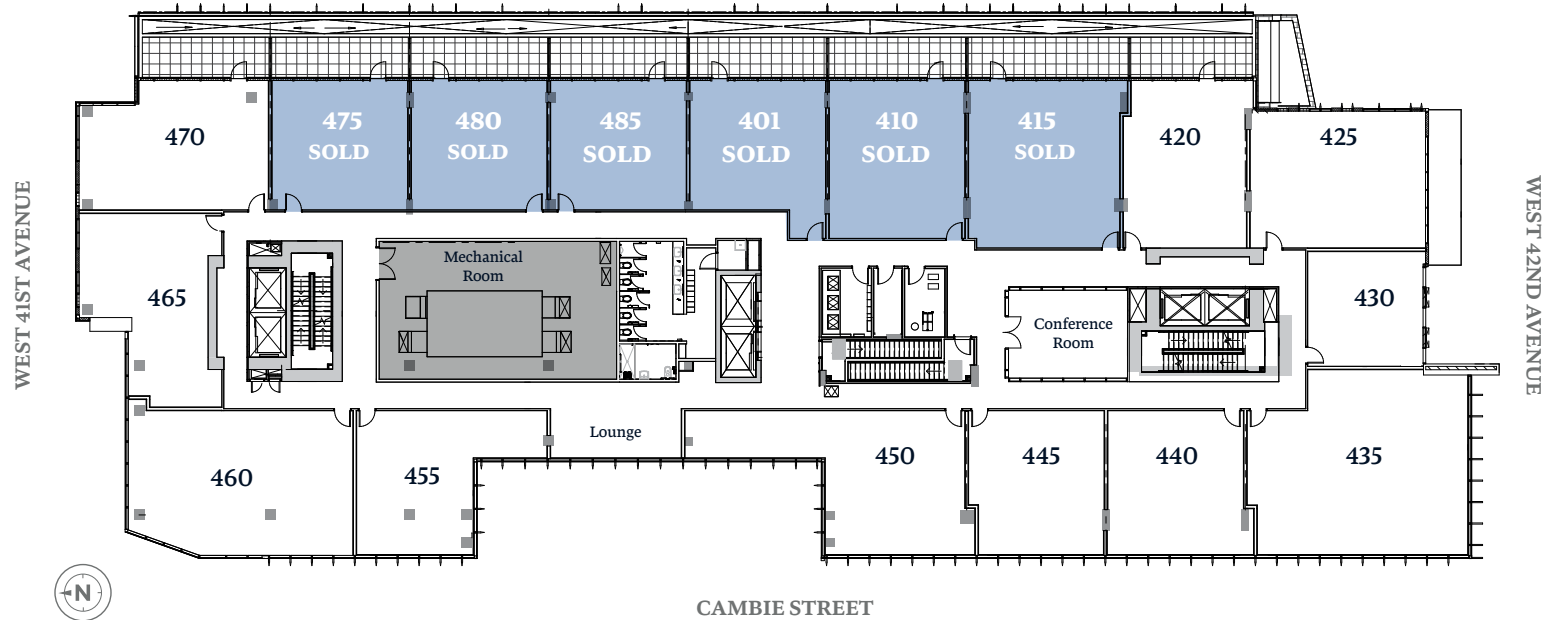 470
475
SOLD
480
SOLD
485
SOLD
401
SOLD
410
SOLD
415
SOLD
420
425
WEST 41ST AVENUE
WEST 42ND AVENUE
465
Mechanical
Room
Conference
Room
430
460
455
Lounge
450
445
440
435
N
CAMBIE STREET